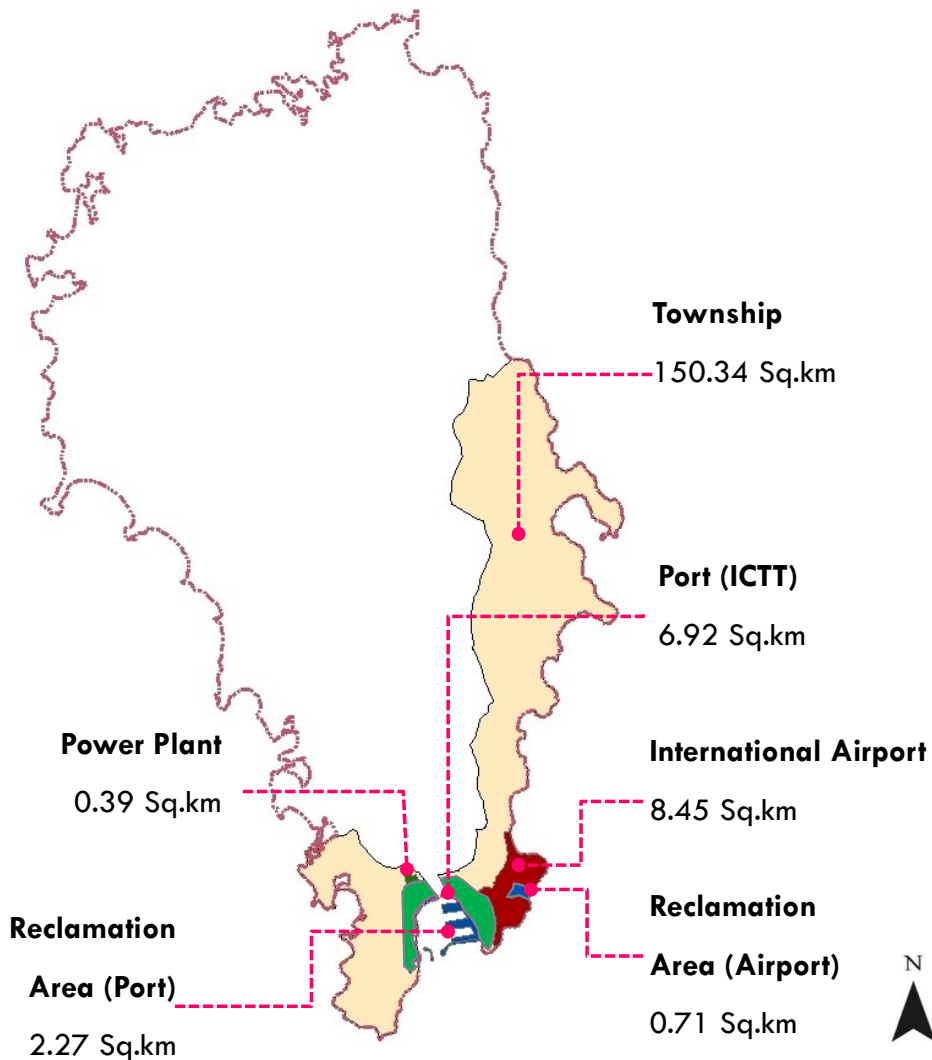 Township
150.34 Sq.km
Port (ICTT)
6.92 Sq.km
Power Plant
0.39 Sq.km
International Airport
8.45 Sq.km
Reclamation
Area (Airport)
0.71 Sq.km
Reclamation
Area (Port)
2.27 Sq.km
N